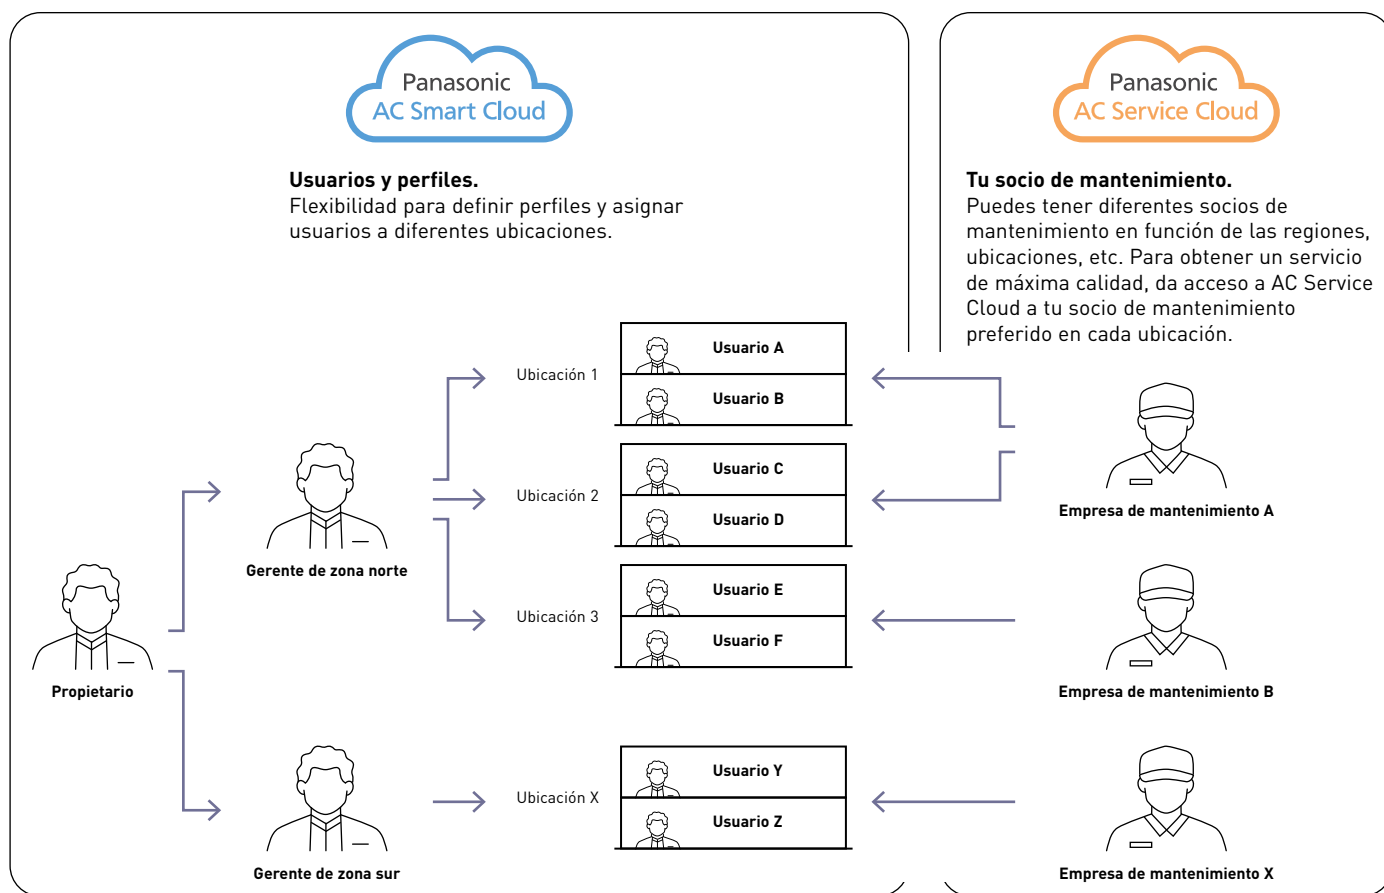 Panasonic
AC Smart Cloud
Usuarios y perfiles.
Flexibilidad para definir perfiles y asignar
usuarios a diferentes ubicaciones.
Panasonic
AC Service Cloud
Tu socio de mantenimiento.
Puedes tener diferentes socios de
mantenimiento en función de las regiones,
ubicaciones, etc. Para obtener un servicio
de máxima calidad, da acceso a AC Service
Cloud a tu socio de mantenimiento
preferido en cada ubicación.
Propietario
Gerente de zona norte
Gerente de zona sur
Ubicación 1
Usuario A
Usuario B
Ubicación 2
Usuario C
Usuario D
Ubicación 3
Usuario E
Usuario F
Ubicación X
Usuario Y
Usuario Z
Empresa de mantenimiento A
Empresa de mantenimiento B
Empresa de mantenimiento X